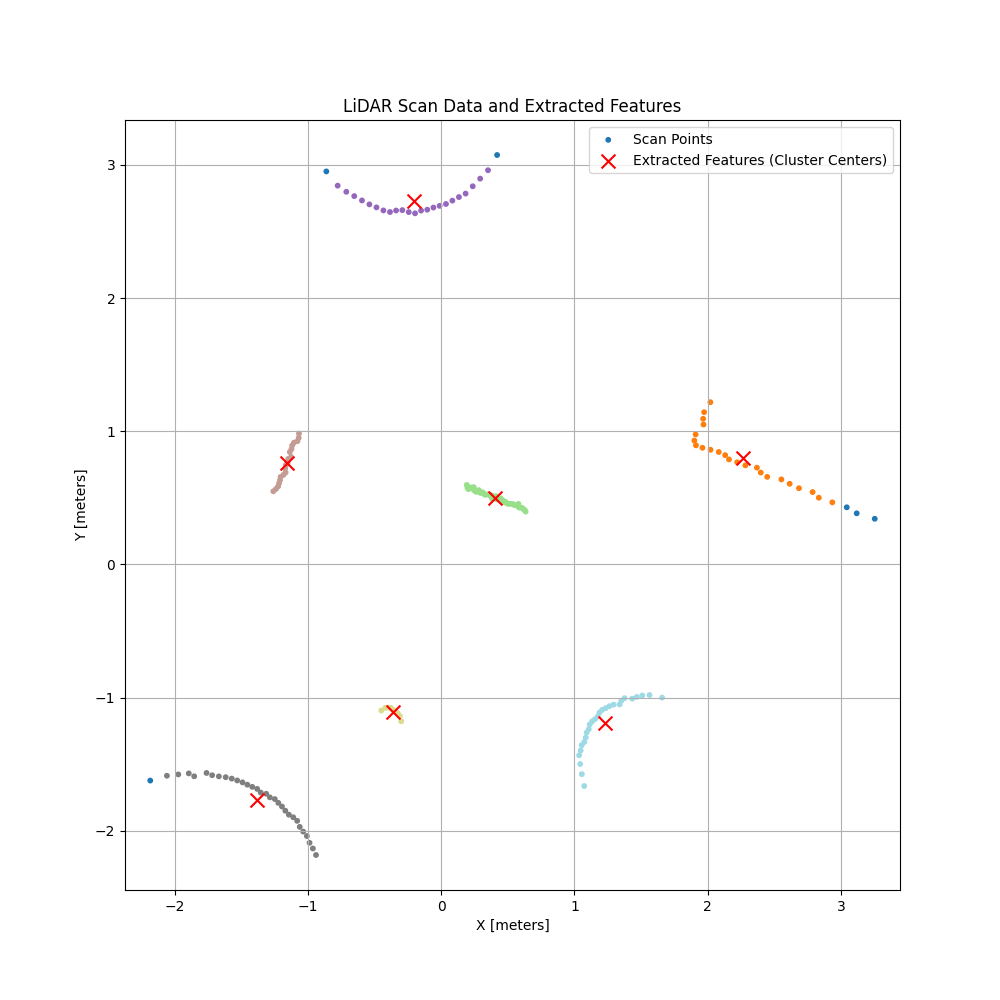 LiDAR Scan Data and Extracted Features
Scan Points
Extracted Features (Cluster Centers)
3
2
1
0
−1
−2
Y [meters]
−2 −1 0 1 2 3
X [meters]